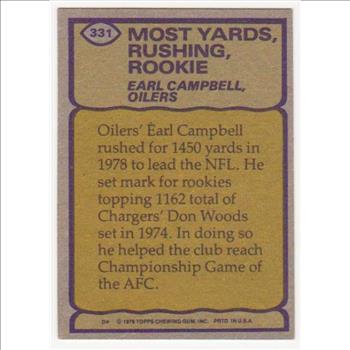 331
MOST YARDS,
RUSHING,
ROOKIE
EARL CAMPBELL,
OILERS
Oilers' Earl Campbell
rushed for 1450 yards in
1978 to lead the NFL. He
set mark for rookies
topping 1162 total of
Chargers' Don Woods
set in 1974. In doing so
he helped the club reach
Championship Game of
the AFC.
© 1979 TOPPS CHEWING GUM, INC. PRTD. IN U.S.A.